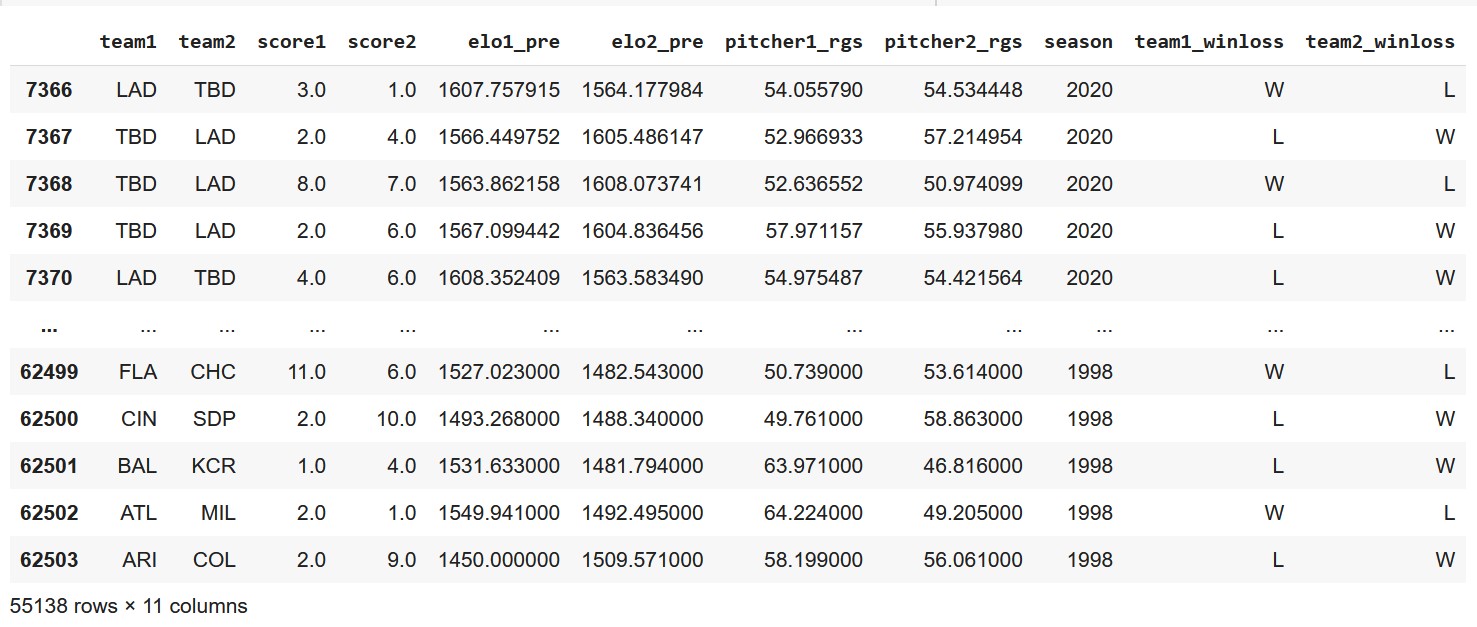 team1 team2 score1 score2 elo1_pre elo2_pre pitcher1_rgs pitcher2_rgs season team1_winloss team2_winloss
7366 LAD TBD 3.0 1.0 1607.757915 1564.177984 54.055790 54.534448 2020 W L
7367 TBD LAD 2.0 4.0 1566.449752 1605.486147 52.966933 57.214954 2020 L W
7368 TBD LAD 8.0 7.0 1563.862158 1608.073741 52.636552 50.974099 2020 W L
7369 TBD LAD 2.0 6.0 1567.099442 1604.836456 57.971157 55.937980 2020 L W
7370 LAD TBD 4.0 6.0 1608.352409 1563.583490 54.975487 54.421564 2020 L W
... ... ... ... ... ... ... ... ... ... ... ...
62499 FLA CHC 11.0 6.0 1527.023000 1482.543000 50.739000 53.614000 1998 W L
62500 CIN SDP 2.0 10.0 1493.268000 1488.340000 49.761000 58.863000 1998 L W
62501 BAL KCR 1.0 4.0 1531.633000 1481.794000 63.971000 46.816000 1998 L W
62502 ATL MIL 2.0 1.0 1549.941000 1492.495000 64.224000 49.205000 1998 W L
62503 ARI COL 2.0 9.0 1450.000000 1509.571000 58.199000 56.061000 1998 L W
55138 rows × 11 columns